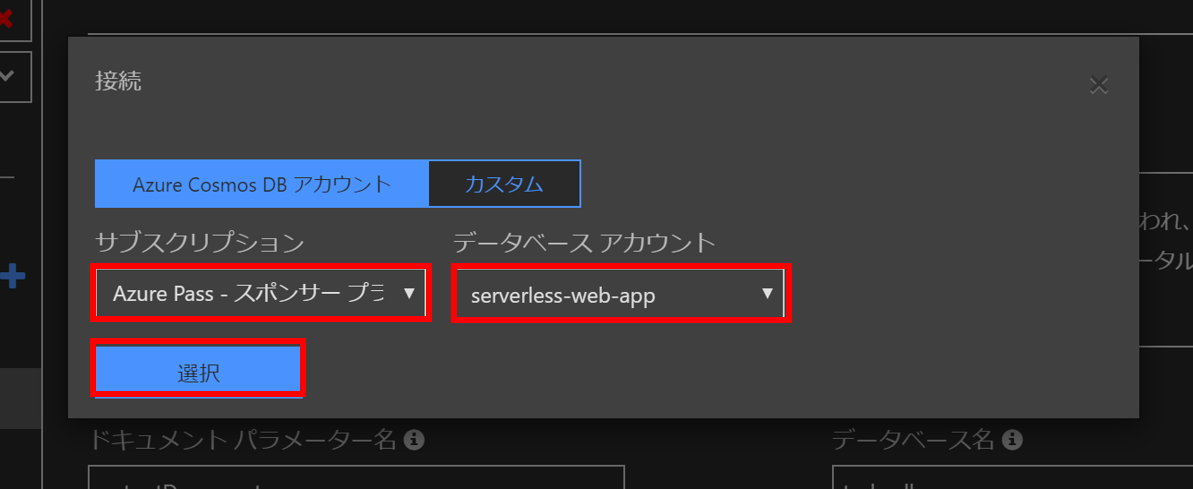 接続
Azure Cosmos DB アカウント カスタム
サブスクリプション データベース アカウント
われ、
ータル
Azure Pass - スポンサー プラ serverless-web-app
選択
ドキュメント パラメーター名 データベース名